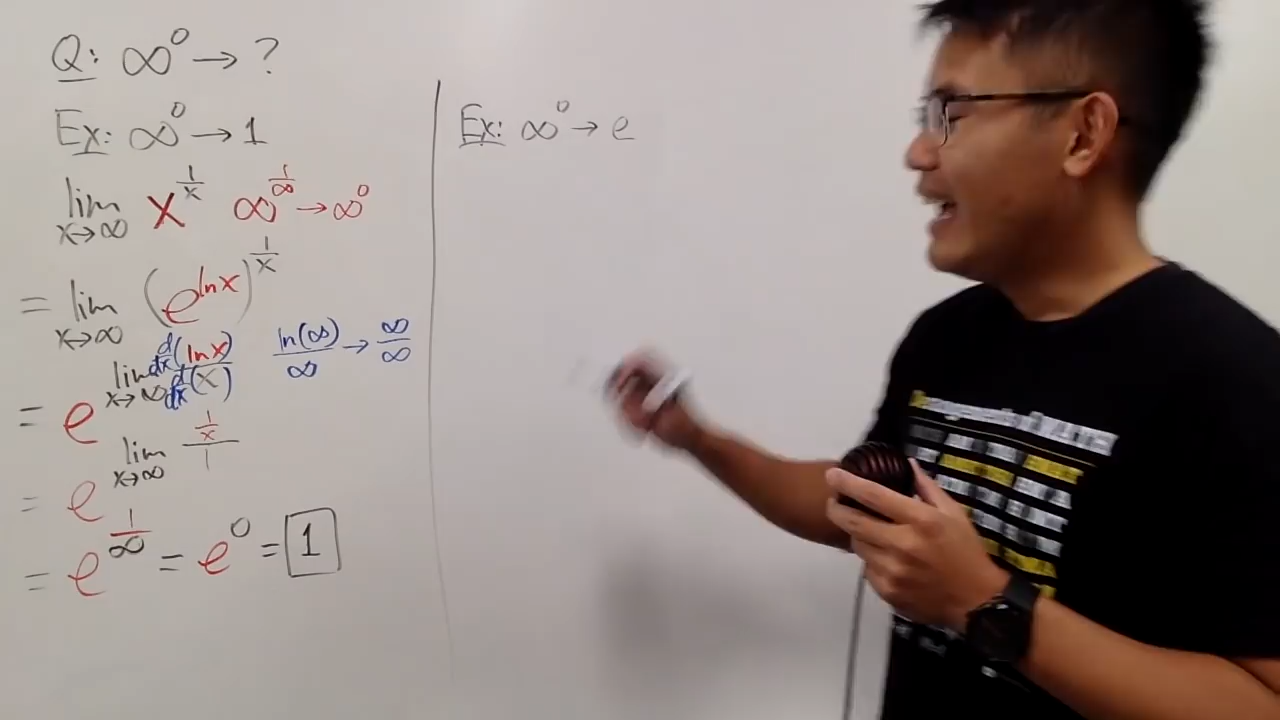 Q: ∞⁰ → ?
Ex: ∞⁰ → 1
lim x→∞ x^(1/x) ∞^(1/∞) → ∞⁰
= lim x→∞ (e^(ln x))^(1/x)
= e^(lim x→∞ (d/dx (ln x))/(d/dx (x))) ln(∞)/∞ → ∞/∞
= e^(lim x→∞ (1/x)/1)
= e^(1/∞) = e⁰ = 1
Ex: ∞⁰ → e